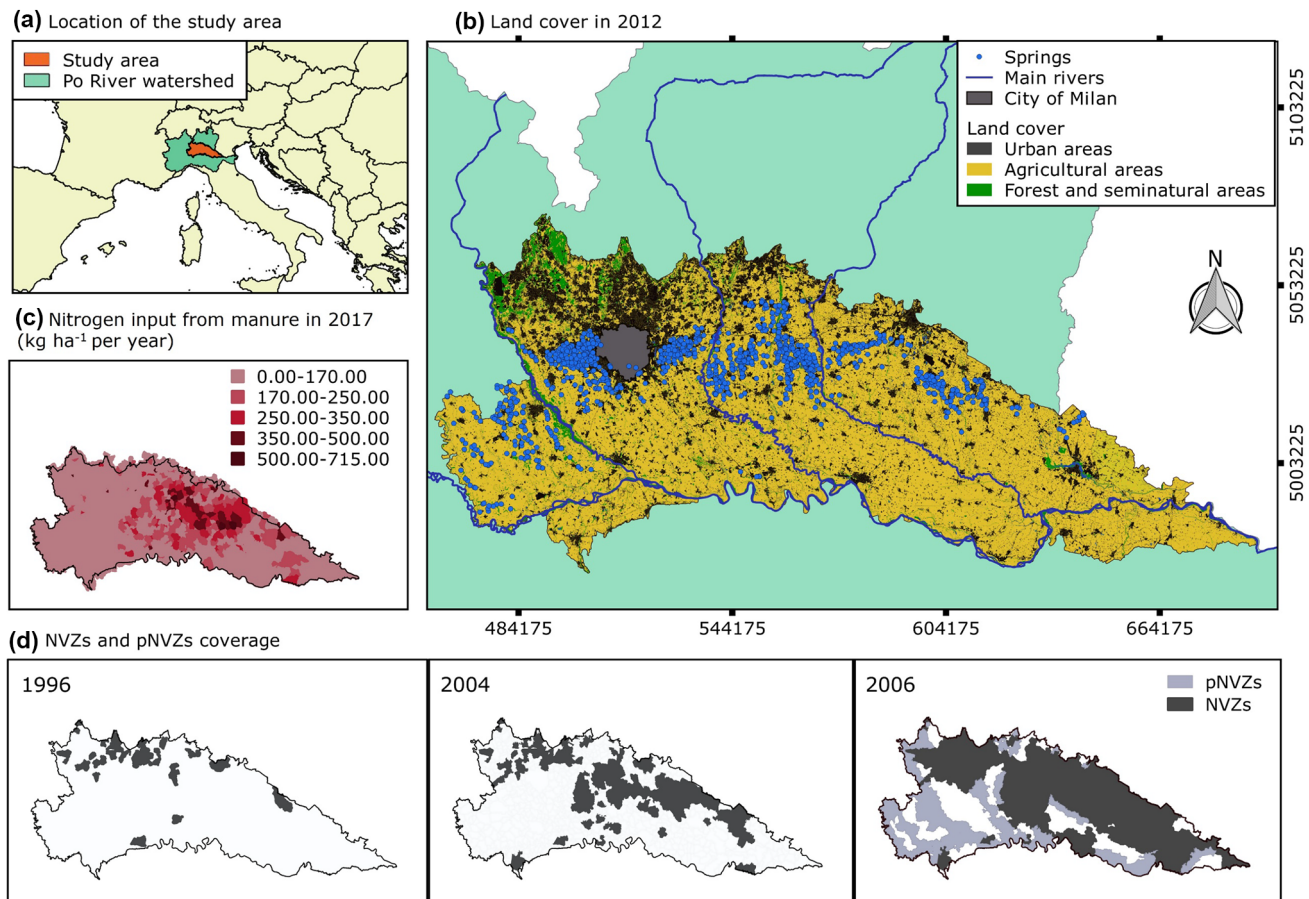 (a) Location of the study area
Study area
Po River watershed
(b) Land cover in 2012
Springs
Main rivers
City of Milan
Land cover
Urban areas
Agricultural areas
Forest and seminatural areas
N
5103225
5053225
5003225
484175
544175
604175
664175
(c) Nitrogen input from manure in 2017
(kg ha⁻¹ per year)
0.00-170.00
170.00-250.00
250.00-350.00
350.00-500.00
500.00-715.00
(d) NVZs and pNVZs coverage
1996
2004
2006
pNVZs
NVZs